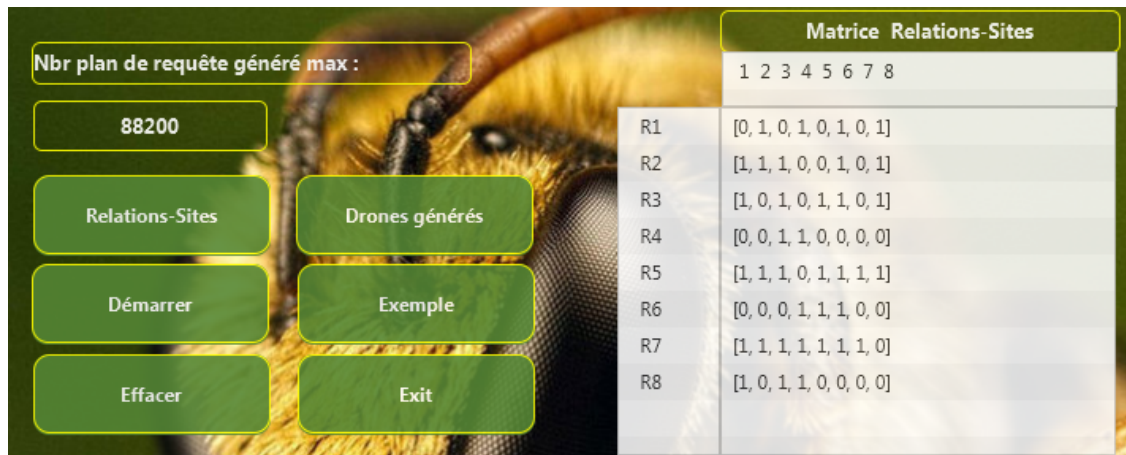 Nbr plan de requête généré max :
88200
Relations-Sites
Drones générés
Démarrer
Exemple
Effacer
Exit
Matrice Relations-Sites
1 2 3 4 5 6 7 8
R1 [0, 1, 0, 1, 0, 1, 0, 1]
R2 [1, 1, 1, 0, 0, 1, 0, 1]
R3 [1, 0, 1, 0, 1, 1, 0, 1]
R4 [0, 0, 1, 1, 0, 0, 0, 0]
R5 [1, 1, 1, 0, 1, 1, 1, 1]
R6 [0, 0, 0, 1, 1, 1, 0, 0]
R7 [1, 1, 1, 1, 1, 1, 1, 0]
R8 [1, 0, 1, 1, 0, 0, 0, 0]